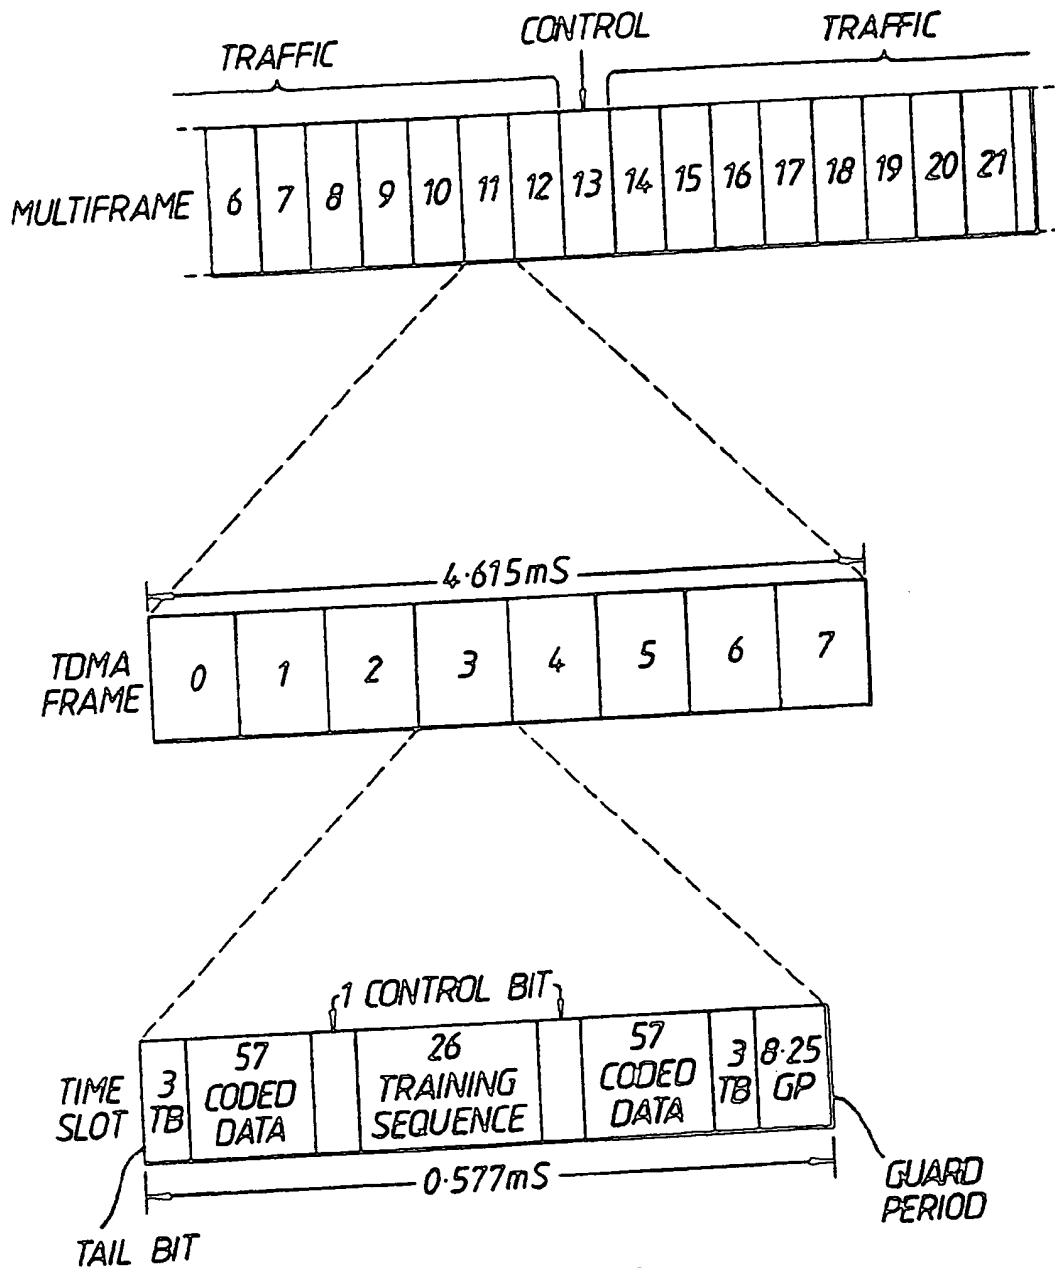 TRAFFIC CONTROL TRAFFIC
MULTIFRAME 6 7 8 9 10 11 12 13 14 15 16 17 18 19 20 21
4·615mS
TDMA
FRAME
0 1 2 3 4 5 6 7
1 CONTROL BIT
TIME
SLOT
3
TB
57
CODED
DATA
26
TRAINING
SEQUENCE
57
CODED
DATA
3
TB
8·25
GP
0·577mS
TAIL BIT
GUARD
PERIOD